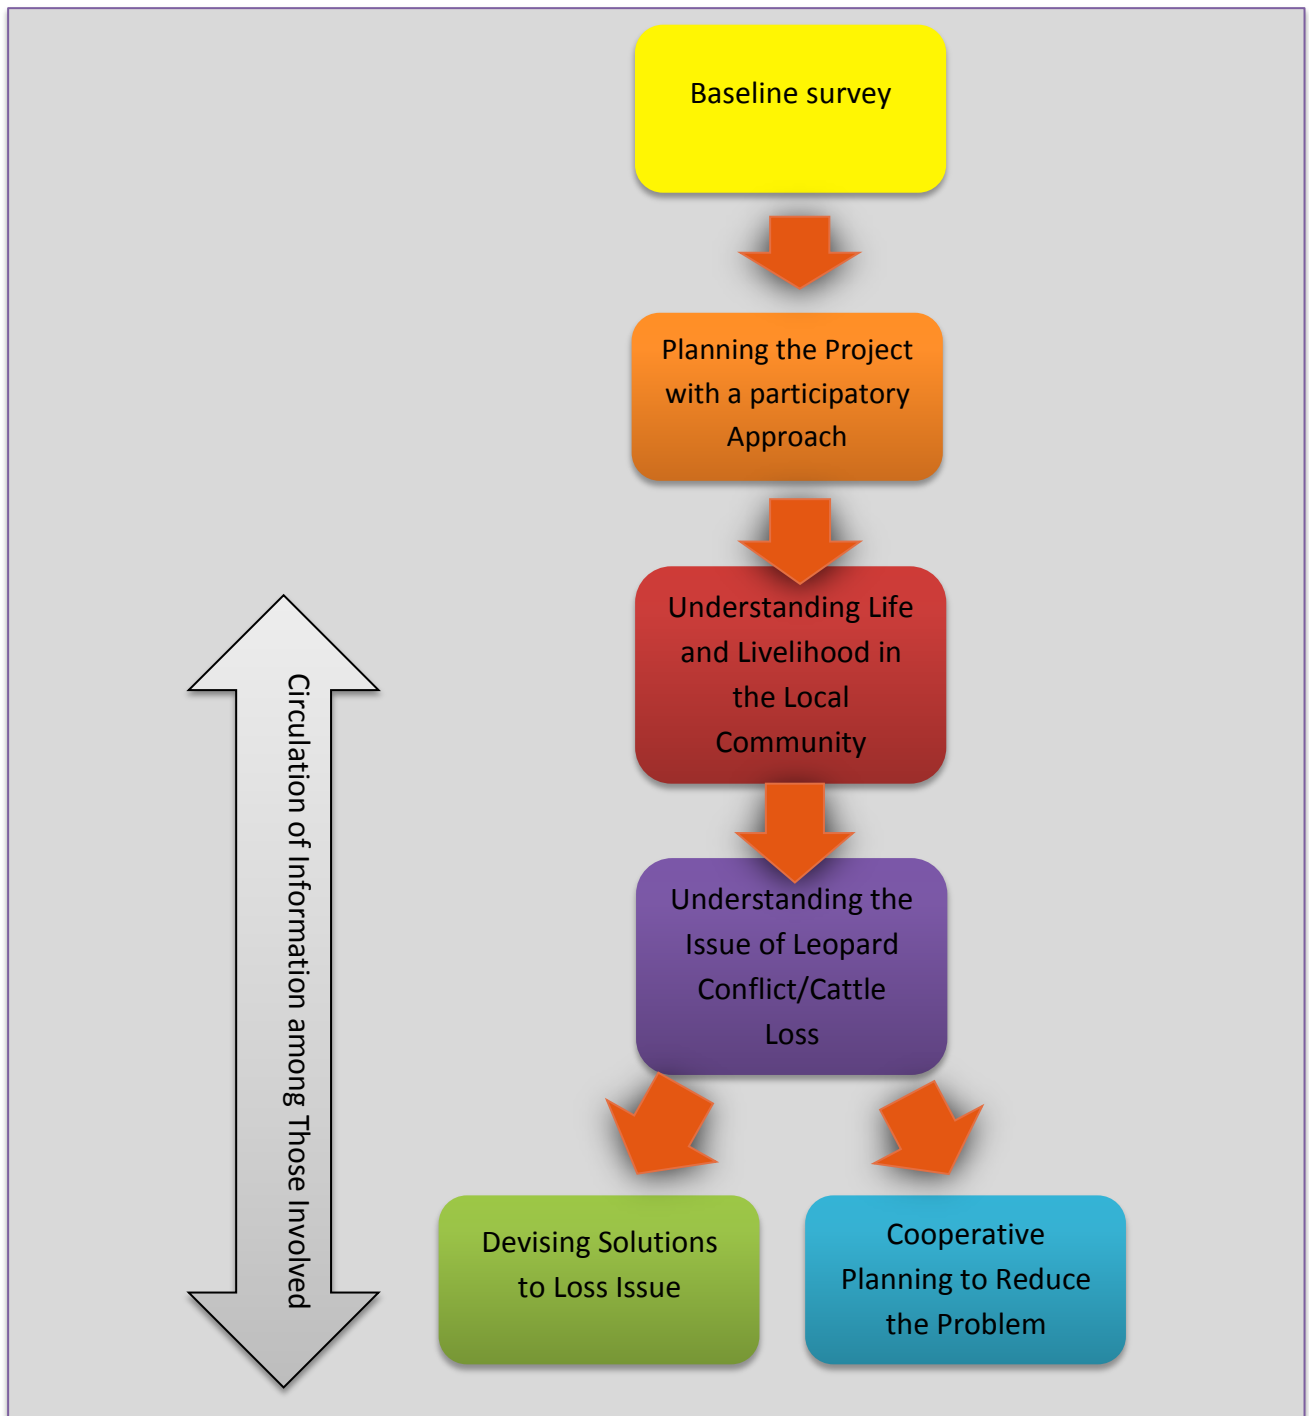 Baseline survey
Planning the Project
with a participatory
Approach
Understanding Life
and Livelihood in
the Local
Community
Circulation of Information among Those Involved
Understanding the
Issue of Leopard
Conflict/Cattle
Loss
Devising Solutions
to Loss Issue
Cooperative
Planning to Reduce
the Problem